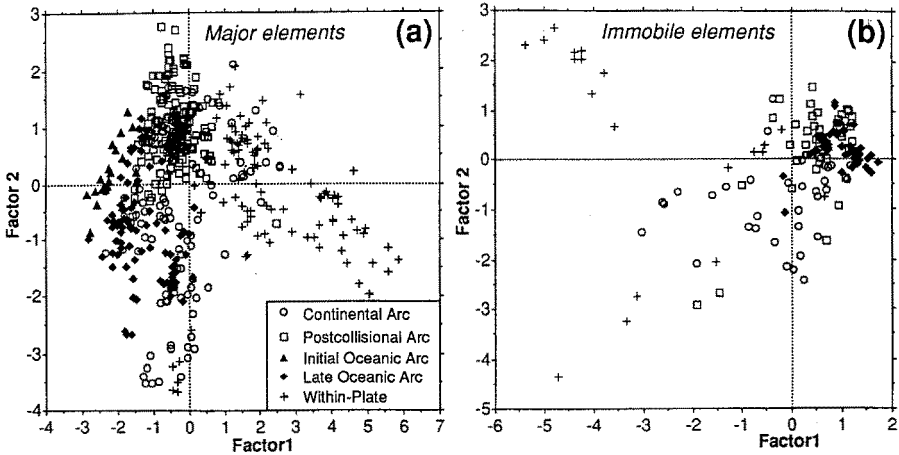 Major elements
(a)
Factor 2
3
2
1
0
-1
-2
-3
-4
-4 -3 -2 -1 0 1 2 3 4 5 6 7
Factor1
Continental Arc
Postcollisional Arc
Initial Oceanic Arc
Late Oceanic Arc
Within-Plate
Immobile elements
(b)
Factor 2
3
2
1
0
-1
-2
-3
-4
-5
-6 -5 -4 -3 -2 -1 0 1 2
Factor1